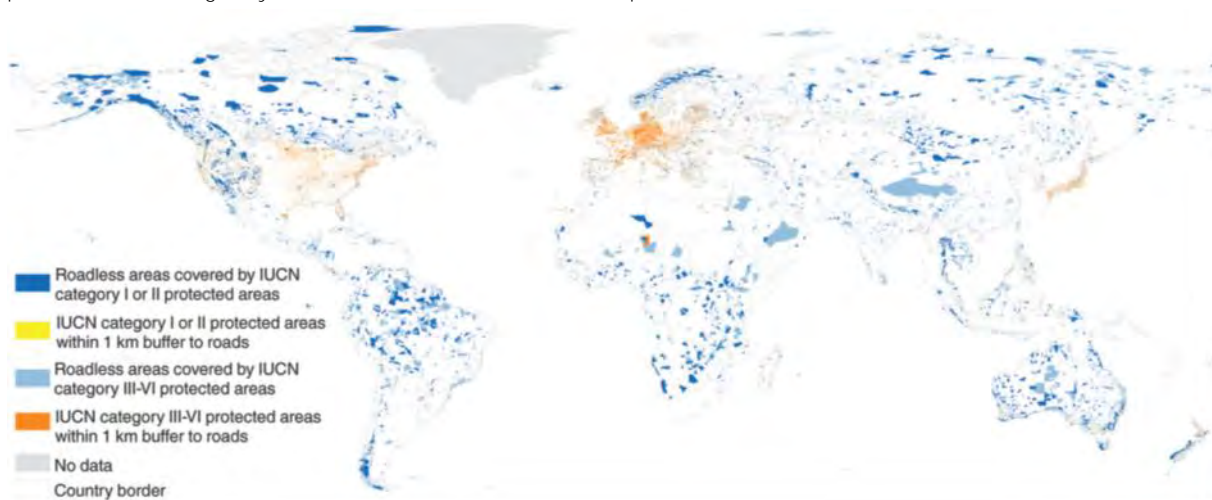 Roadless areas covered by IUCN
category I or II protected areas
IUCN category I or II protected areas
within 1 km buffer to roads
Roadless areas covered by IUCN
category III-VI protected areas
IUCN category III-VI protected areas
within 1 km buffer to roads
No data
Country border